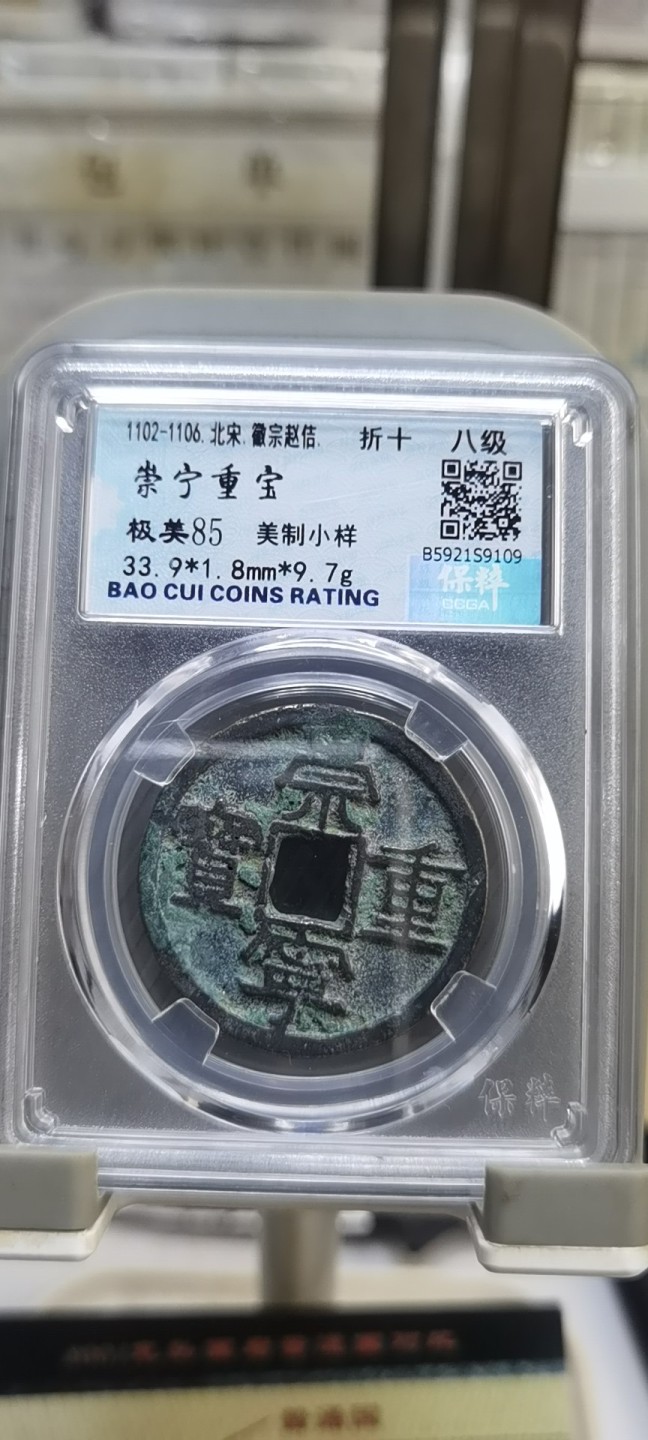 1102-1106.北宋.徽宗赵佶.
折十
八级
崇宁重宝
极美85
美制小样
33.9*1.8mm*9.7g
B5921S9109
BAO CUI COINS RATING
保粹
CCGA
崇
寶 重
寧
保粹